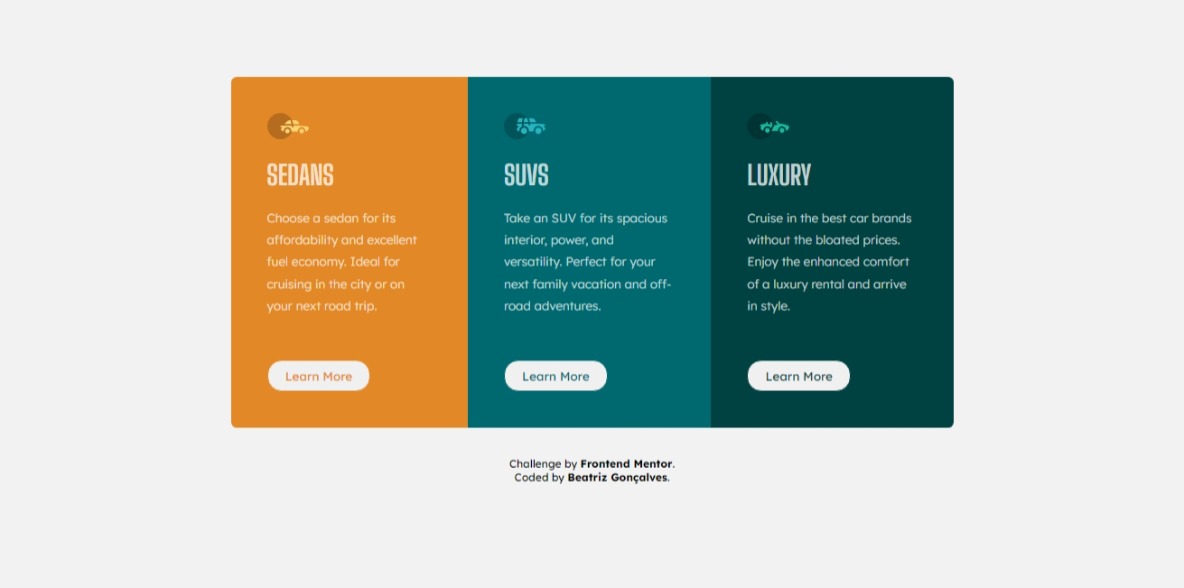 SEDANS
Choose a sedan for its
affordability and excellent
fuel economy. Ideal for
cruising in the city or on
your next road trip.
Learn More
SUVS
Take an SUV for its spacious
interior, power, and
versatility. Perfect for your
next family vacation and off-
road adventures.
Learn More
LUXURY
Cruise in the best car brands
without the bloated prices.
Enjoy the enhanced comfort
of a luxury rental and arrive
in style.
Learn More
Challenge by Frontend Mentor.
Coded by Beatriz Gonçalves.